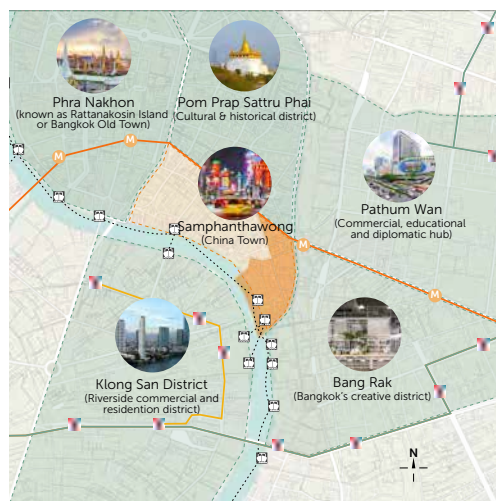 Phra Nakhon
(known as Rattanakosin Island
or Bangkok Old Town)
Pom Prap Sattru Phai
(Cultural & historical district)
M
M
Samphanthawong
(China Town)
Pathum Wan
(Commercial, educational
and diplomatic hub)
M
M
Klong San District
(Riverside commercial and
residention district)
Bang Rak
(Bangkok's creative district)
N